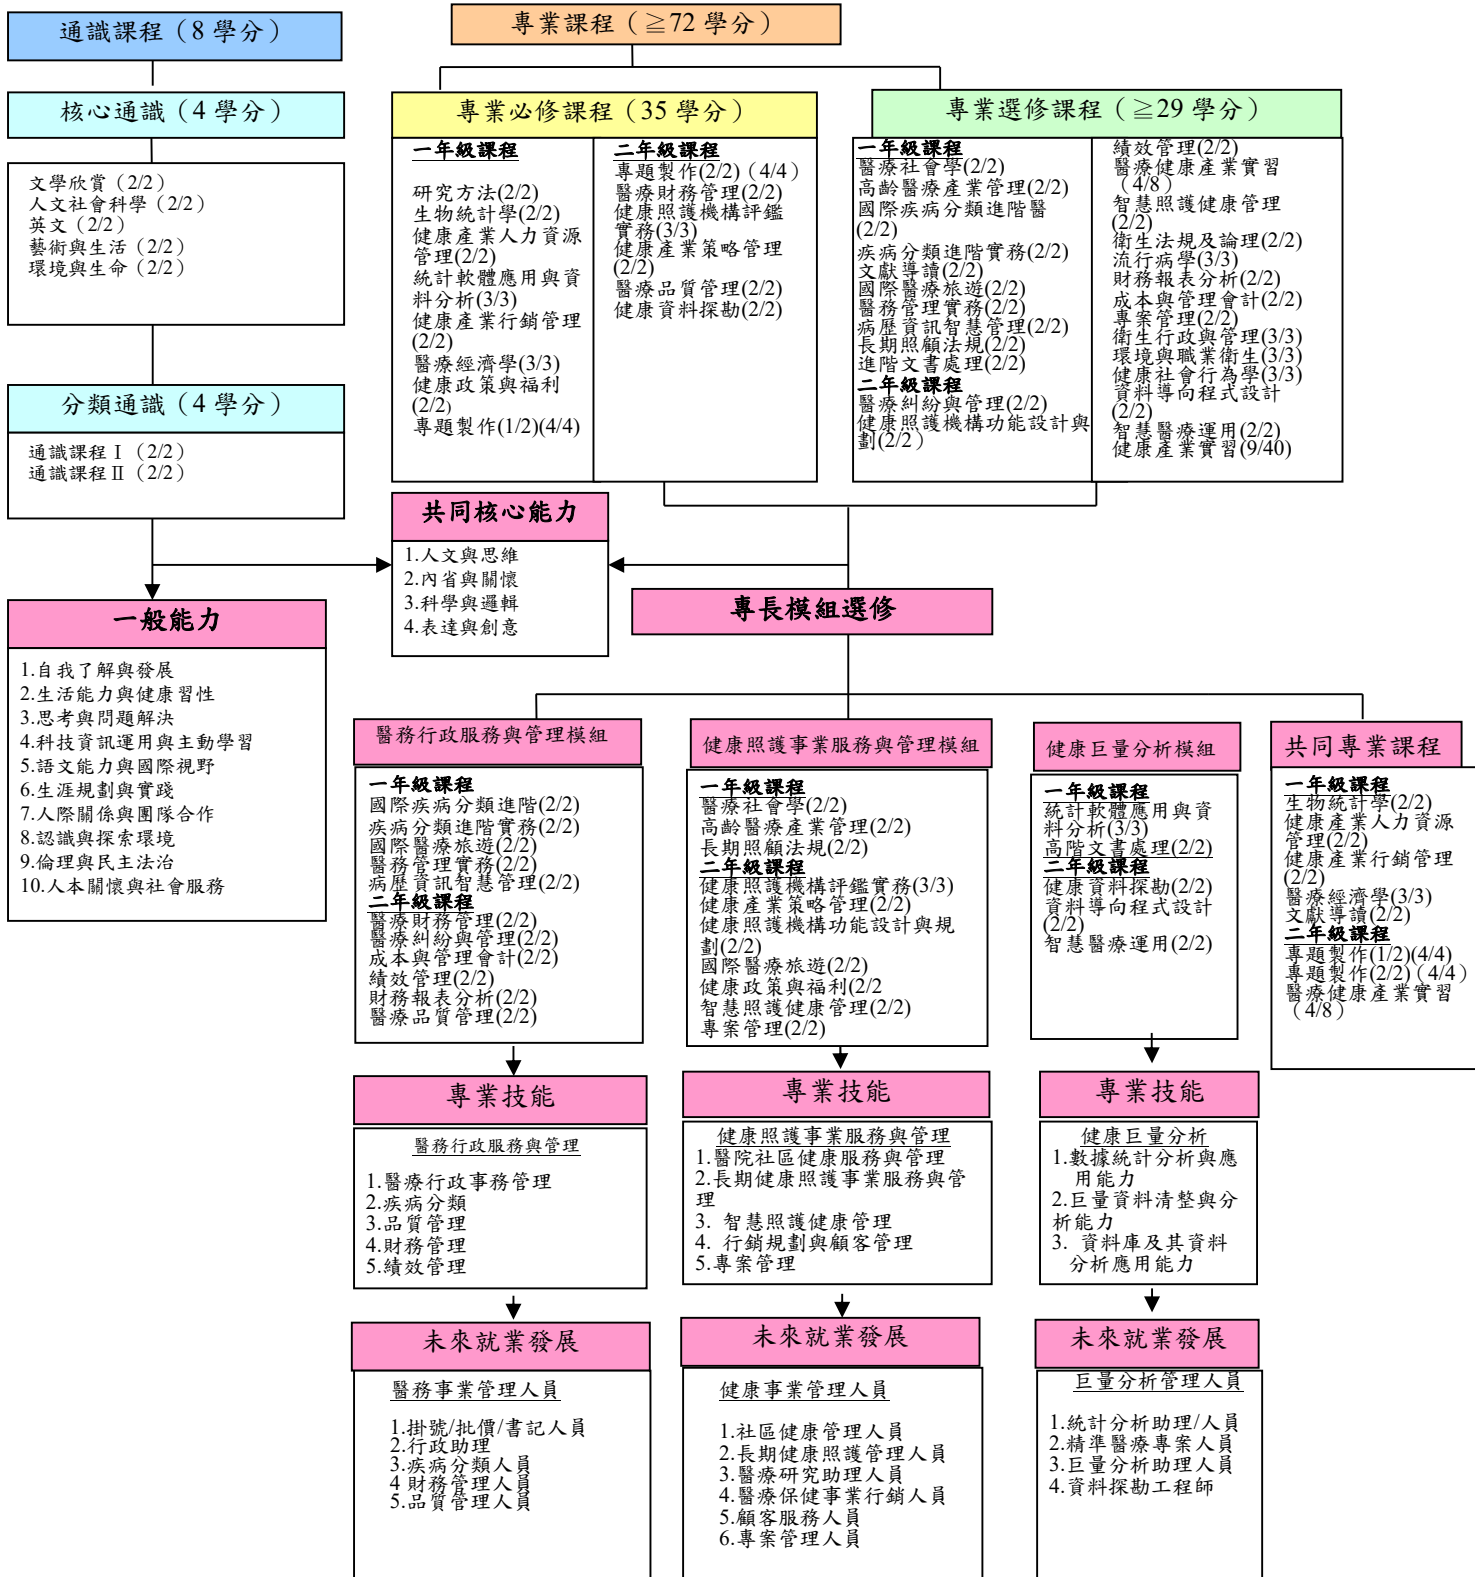 通識課程（8 學分）
專業課程（≧72 學分）
核心通識（4 學分）
文學欣賞（2/2）
人文社會科學（2/2）
英文（2/2）
藝術與生活（2/2）
環境與生命（2/2）
分類通識（4 學分）
通識課程Ⅰ（2/2）
通識課程Ⅱ（2/2）
專業必修課程（35 學分）
一年級課程
研究方法(2/2)
生物統計學(2/2)
健康產業人力資源
管理(2/2)
統計軟體應用與資
料分析(3/3)
健康產業行銷管理
(2/2)
醫療經濟學(3/3)
健康政策與福利
(2/2)
專題製作(1/2)(4/4)
二年級課程
專題製作(2/2)（4/4）
醫療財務管理(2/2)
健康照護機構評鑑
實務(3/3)
健康產業策略管理
(2/2)
醫療品質管理(2/2)
健康資料探勘(2/2)
專業選修課程（≧29 學分）
一年級課程
醫療社會學(2/2)
高齡醫療產業管理(2/2)
國際疾病分類進階醫
(2/2)
疾病分類進階實務(2/2)
文獻導讀(2/2)
國際醫療旅遊(2/2)
醫務管理實務(2/2)
病歷資訊智慧管理(2/2)
長期照顧法規(2/2)
進階文書處理(2/2)
二年級課程
醫療糾紛與管理(2/2)
健康照護機構功能設計與
劃(2/2）
績效管理(2/2)
醫療健康產業實習
（4/8）
智慧照護健康管理
(2/2)
衛生法規及論理(2/2)
流行病學(3/3)
財務報表分析(2/2)
成本與管理會計(2/2)
專案管理(2/2)
衛生行政與管理(3/3)
環境與職業衛生(3/3)
健康社會行為學(3/3)
資料導向程式設計
(2/2)
智慧醫療運用(2/2)
健康產業實習(9/40)
共同核心能力
1.人文與思維
2.內省與關懷
3.科學與邏輯
4.表達與創意
一般能力
1.自我了解與發展
2.生活能力與健康習性
3.思考與問題解決
4.科技資訊運用與主動學習
5.語文能力與國際視野
6.生涯規劃與實踐
7.人際關係與團隊合作
8.認識與探索環境
9.倫理與民主法治
10.人本關懷與社會服務
專長模組選修
醫務行政服務與管理模組
一年級課程
國際疾病分類進階(2/2)
疾病分類進階實務(2/2)
國際醫療旅遊(2/2)
醫務管理實務(2/2)
病歷資訊智慧管理(2/2)
二年級課程
醫療財務管理(2/2)
醫療糾紛與管理(2/2)
成本與管理會計(2/2)
績效管理(2/2)
財務報表分析(2/2)
醫療品質管理(2/2)
健康照護事業服務與管理模組
一年級課程
醫療社會學(2/2)
高齡醫療產業管理(2/2)
長期照顧法規(2/2)
二年級課程
健康照護機構評鑑實務(3/3)
健康產業策略管理(2/2)
健康照護機構功能設計與規
劃(2/2)
國際醫療旅遊(2/2)
健康政策與福利(2/2
智慧照護健康管理(2/2)
專案管理(2/2)
健康巨量分析模組
一年級課程
統計軟體應用與資
料分析(3/3)
高階文書處理(2/2)
二年級課程
健康資料探勘(2/2)
資料導向程式設計
(2/2)
智慧醫療運用(2/2)
共同專業課程
一年級課程
生物統計學(2/2)
健康產業人力資源
管理(2/2)
健康產業行銷管理
(2/2)
醫療經濟學(3/3)
文獻導讀(2/2)
二年級課程
專題製作(1/2)(4/4)
專題製作(2/2)（4/4）
醫療健康產業實習
（4/8）
專業技能
醫務行政服務與管理
1.醫療行政事務管理
2.疾病分類
3.品質管理
4.財務管理
5.績效管理
專業技能
健康照護事業服務與管理
1.醫院社區健康服務與管理
2.長期健康照護事業服務與管
理
3. 智慧照護健康管理
4. 行銷規劃與顧客管理
5.專案管理
專業技能
健康巨量分析
1.數據統計分析與應
用能力
2.巨量資料清整與分
析能力
3. 資料庫及其資料
分析應用能力
未來就業發展
醫務事業管理人員
1.掛號/批價/書記人員
2.行政助理
3.疾病分類人員
4 財務管理人員
5.品質管理人員
未來就業發展
健康事業管理人員
1.社區健康管理人員
2.長期健康照護管理人員
3.醫療研究助理人員
4.醫療保健事業行銷人員
5.顧客服務人員
6.專案管理人員
未來就業發展
巨量分析管理人員
1.統計分析助理/人員
2.精準醫療專案人員
3.巨量分析助理人員
4.資料探勘工程師